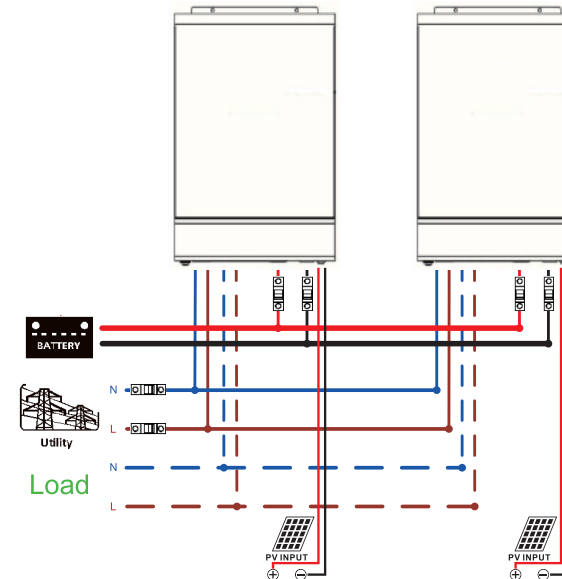 BATTERY
N
Utility
L
N
Load
L
PV INPUT
PV INPUT